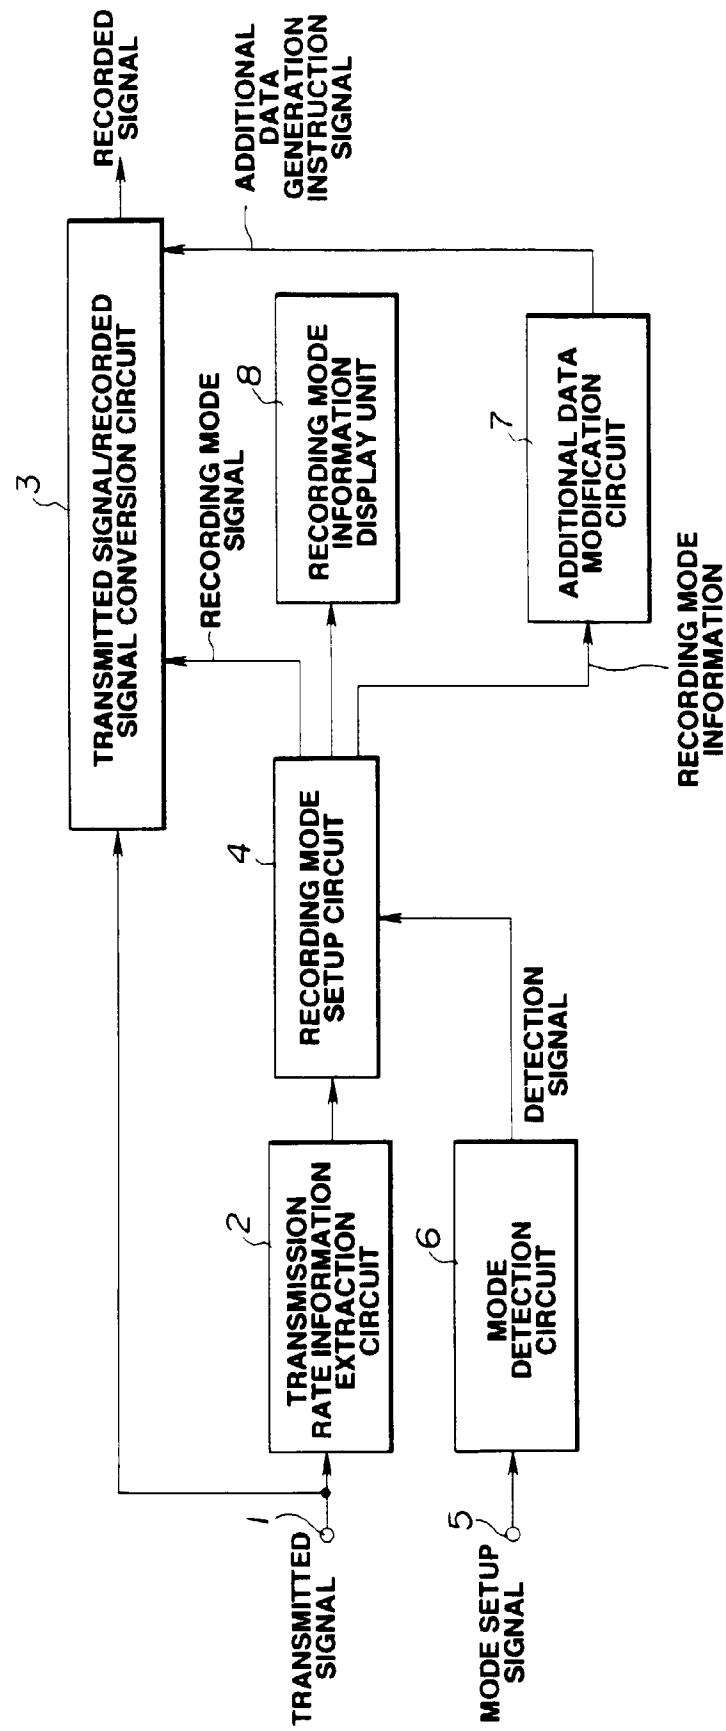 TRANSMITTED
SIGNAL
1
TRANSMISSION
RATE INFORMATION
EXTRACTION
CIRCUIT
2
MODE SETUP
SIGNAL
5
MODE
DETECTION
CIRCUIT
6
DETECTION
SIGNAL
RECORDING MODE
SETUP CIRCUIT
4
TRANSMITTED SIGNAL/RECORDED
SIGNAL CONVERSION CIRCUIT
3
RECORDING MODE
SIGNAL
RECORDING MODE
INFORMATION
DISPLAY UNIT
8
RECORDING MODE
INFORMATION
ADDITIONAL DATA
MODIFICATION
CIRCUIT
7
RECORDED
SIGNAL
ADDITIONAL
DATA
GENERATION
INSTRUCTION
SIGNAL